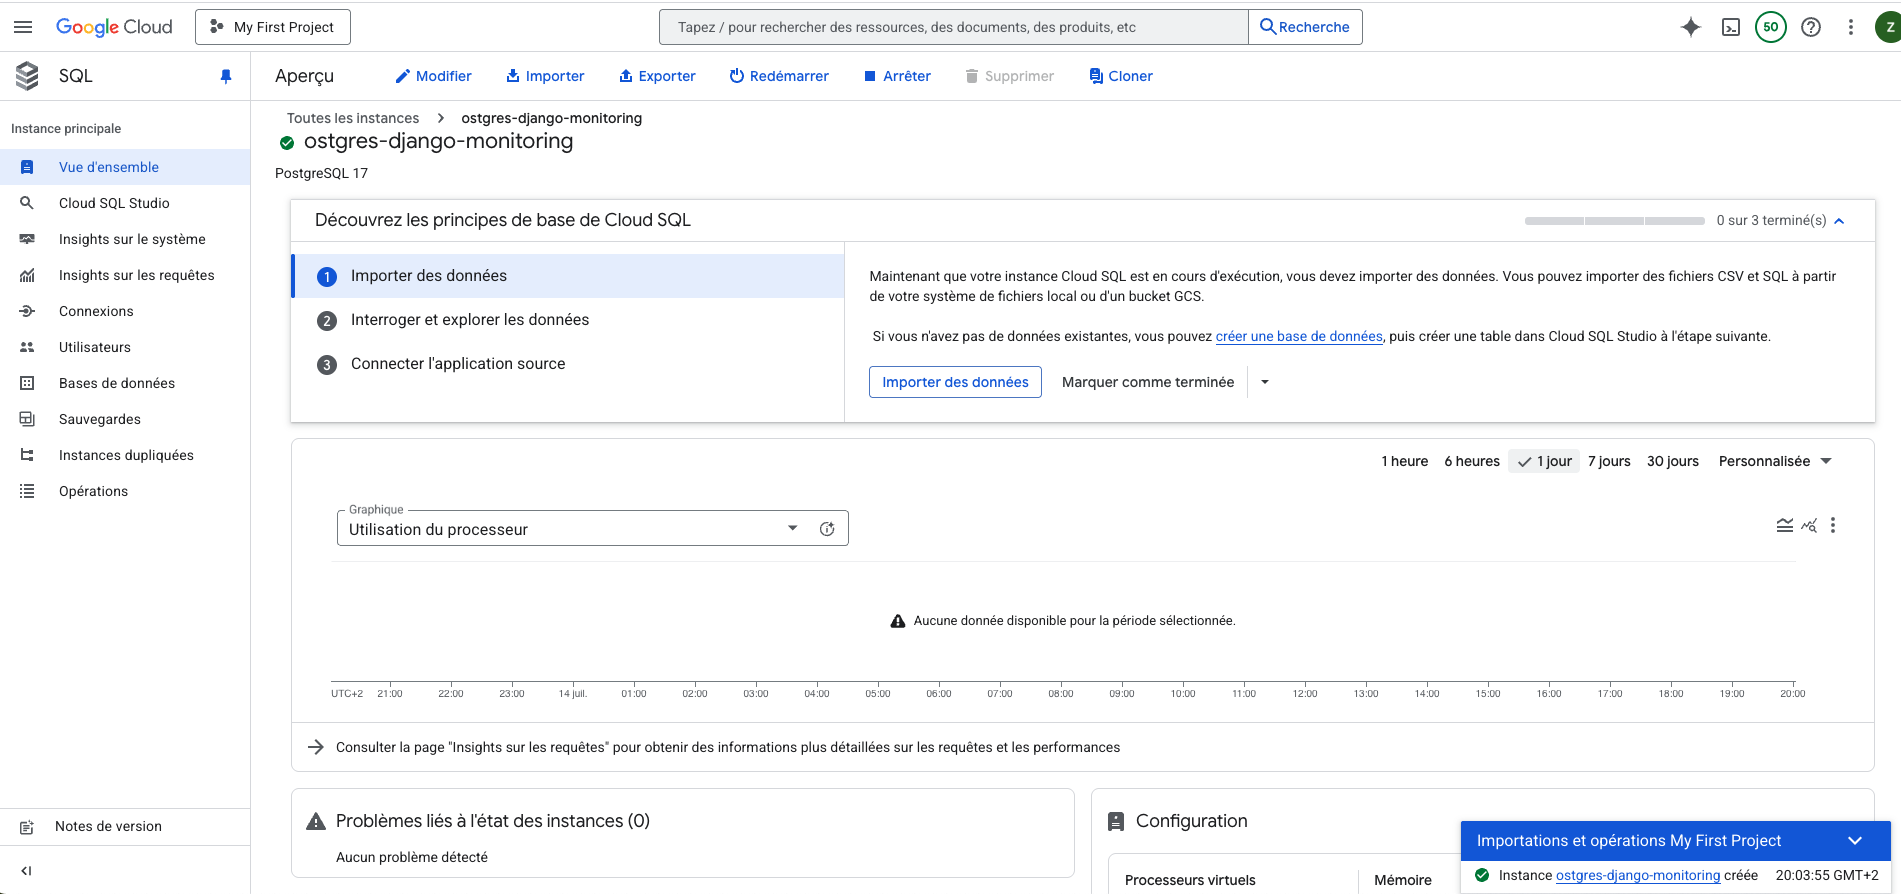 Google Cloud
My First Project
Tapez / pour rechercher des ressources, des documents, des produits, etc
Recherche
50
Z
SQL
Aperçu
Modifier
Importer
Exporter
Redémarrer
Arrêter
Supprimer
Cloner
Instance principale
Vue d'ensemble
Cloud SQL Studio
Insights sur le système
Insights sur les requêtes
Connexions
Utilisateurs
Bases de données
Sauvegardes
Instances dupliquées
Opérations
Notes de version
Toutes les instances
ostgres-django-monitoring
ostgres-django-monitoring
PostgreSQL 17
Découvrez les principes de base de Cloud SQL
0 sur 3 terminé(s)
1 Importer des données
2 Interroger et explorer les données
3 Connecter l'application source
Maintenant que votre instance Cloud SQL est en cours d'exécution, vous devez importer des données. Vous pouvez importer des fichiers CSV et SQL à partir
de votre système de fichiers local ou d'un bucket GCS.
Si vous n'avez pas de données existantes, vous pouvez créer une base de données, puis créer une table dans Cloud SQL Studio à l'étape suivante.
Importer des données
Marquer comme terminée
1 heure 6 heures 1 jour 7 jours 30 jours Personnalisée
Graphique
Utilisation du processeur
Aucune donnée disponible pour la période sélectionnée.
UTC+2 21:00 22:00 23:00 14 juil. 01:00 02:00 03:00 04:00 05:00 06:00 07:00 08:00 09:00 10:00 11:00 12:00 13:00 14:00 15:00 16:00 17:00 18:00 19:00 20:00
Consulter la page "Insights sur les requêtes" pour obtenir des informations plus détaillées sur les requêtes et les performances
Problèmes liés à l'état des instances (0)
Aucun problème détecté
Configuration
Processeurs virtuels
Mémoire
Importations et opérations My First Project
Instance ostgres-django-monitoring créée 20:03:55 GMT+2